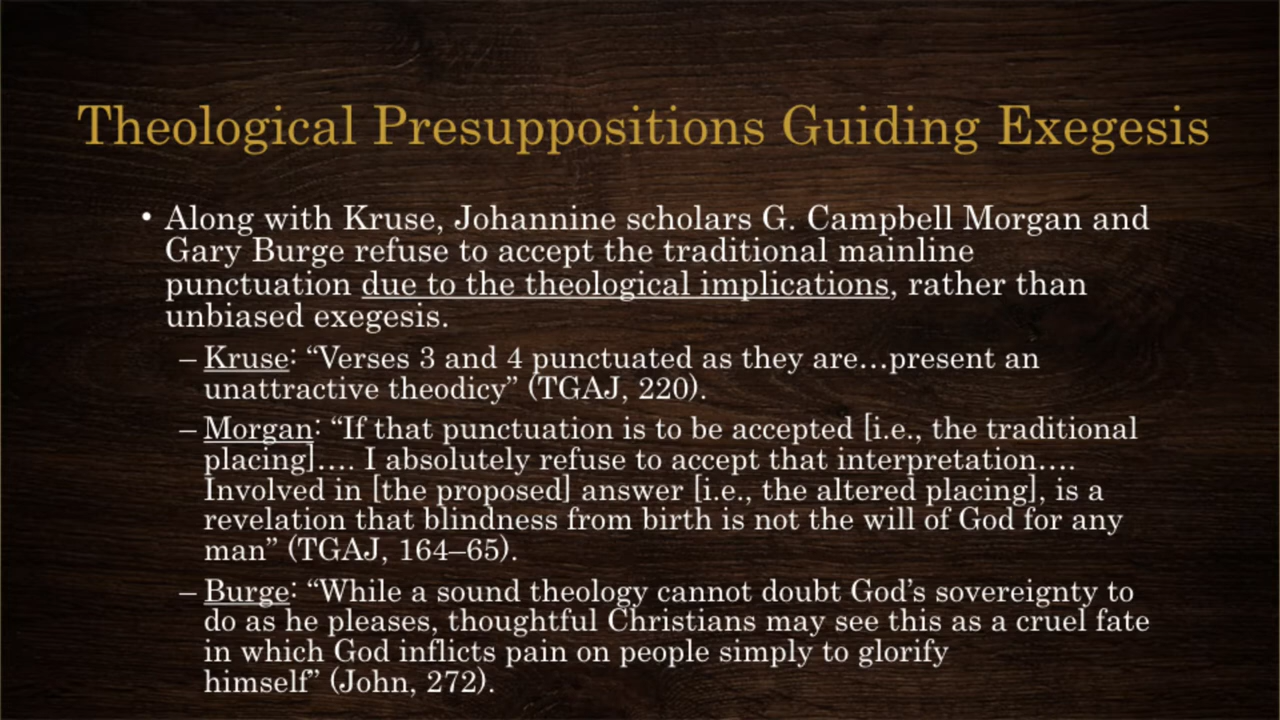 Theological Presuppositions Guiding Exegesis
• Along with Kruse, Johannine scholars G. Campbell Morgan and
Gary Burge refuse to accept the traditional mainline
punctuation due to the theological implications, rather than
unbiased exegesis.
– Kruse: “Verses 3 and 4 punctuated as they are…present an
unattractive theodicy” (TGAJ, 220).
– Morgan: “If that punctuation is to be accepted [i.e., the traditional
placing]…. I absolutely refuse to accept that interpretation….
Involved in [the proposed] answer [i.e., the altered placing], is a
revelation that blindness from birth is not the will of God for any
man” (TGAJ, 164–65).
– Burge: “While a sound theology cannot doubt God’s sovereignty to
do as he pleases, thoughtful Christians may see this as a cruel fate
in which God inflicts pain on people simply to glorify
himself” (John, 272).